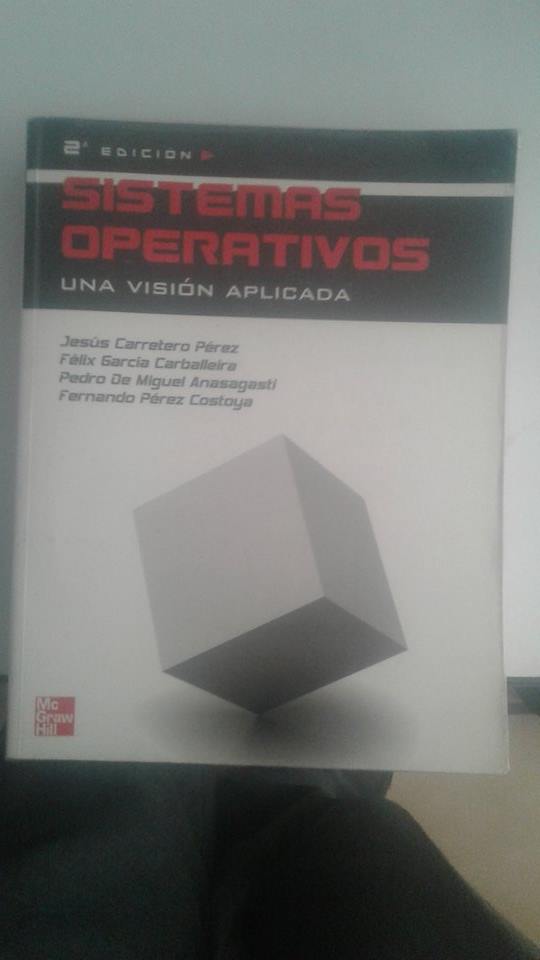 2ª EDICIÓN
SISTEMAS
OPERATIVOS
UNA VISIÓN APLICADA
Jesús Carretero Pérez
Félix García Carballeira
Pedro De Miguel Anasagasti
Fernando Pérez Costoya
Mc
Graw
Hill